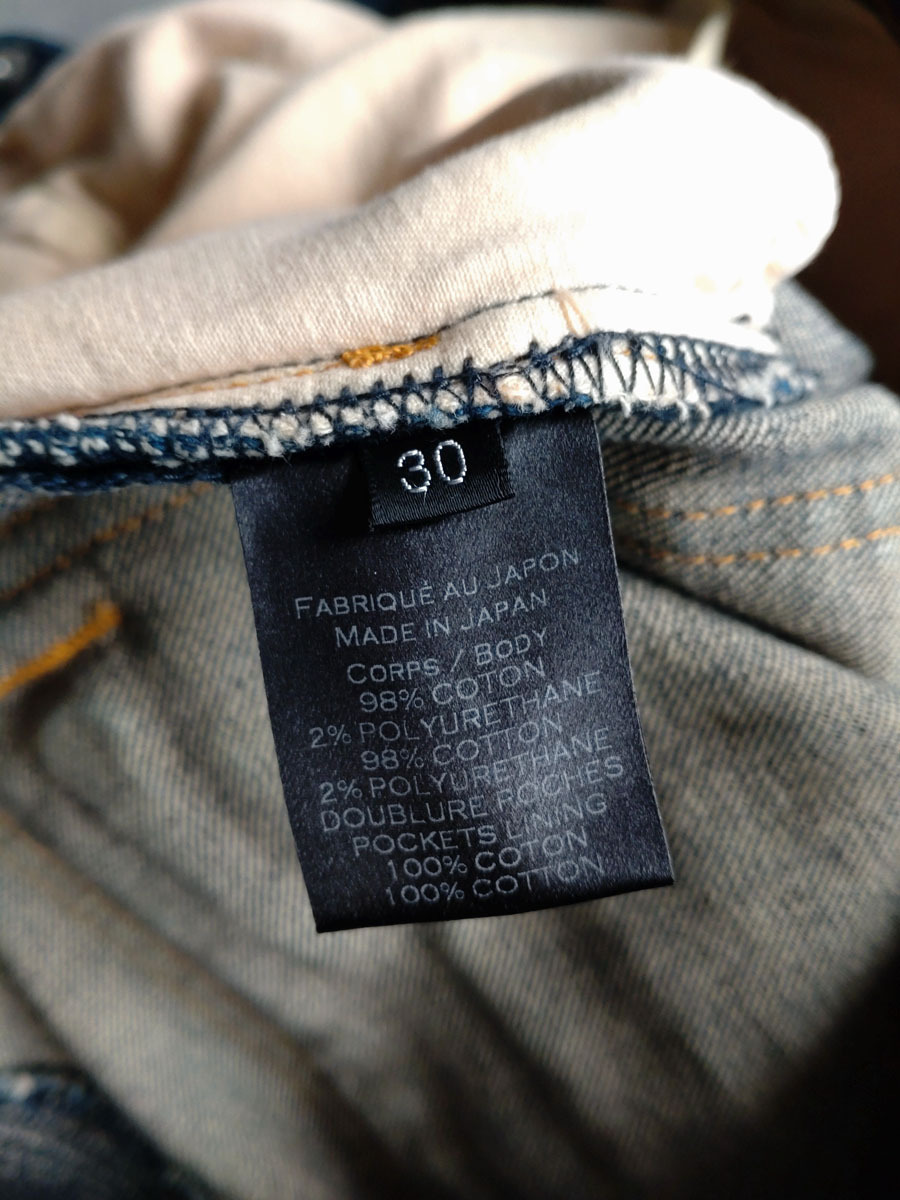 30
FABRIQUÉ AU JAPON
MADE IN JAPAN
CORPS / BODY
98% COTON
2% POLYURETHANE
98% COTTON
2% POLYURETHANE
DOUBLURE POCHES
POCKETS LINING
100% COTON
100% COTTON